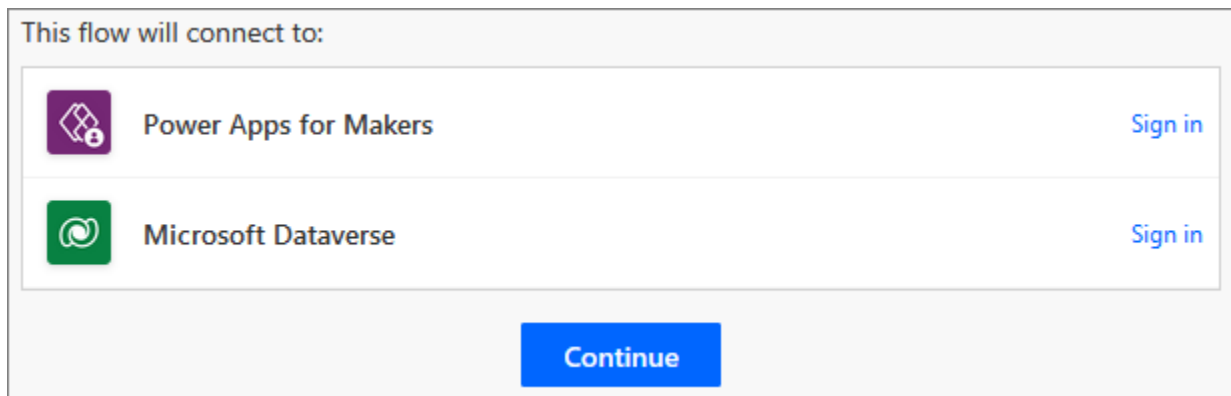 This flow will connect to:
Power Apps for Makers Sign in
Microsoft Dataverse Sign in
Continue